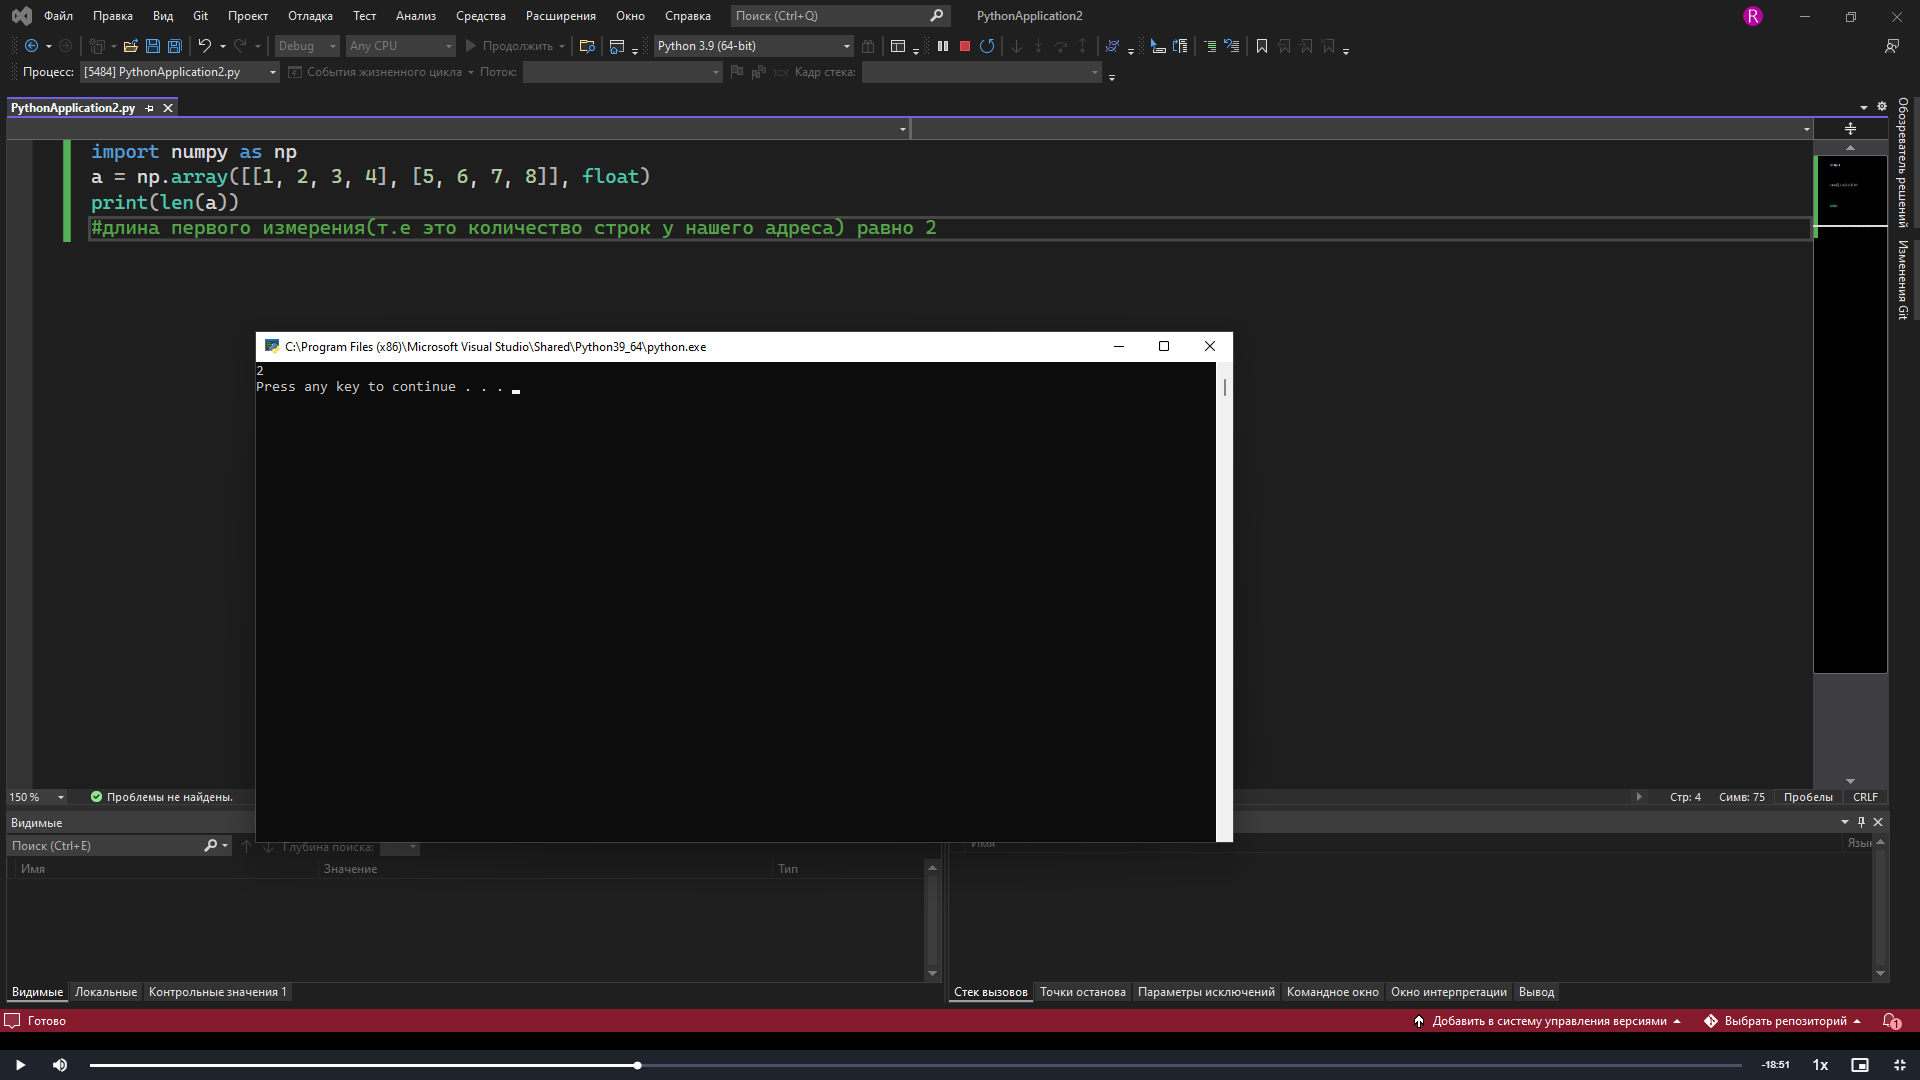 Файл Правка Вид Git Проект Отладка Тест Анализ Средства Расширения Окно Справка Поиск (Ctrl+Q) PythonApplication2 R
Debug Any CPU Продолжить Python 3.9 (64-bit)
Процесс: [5484] PythonApplication2.py События жизненного цикла Поток: Кадр стека:
PythonApplication2.py
import numpy as np
a = np.array([[1, 2, 3, 4], [5, 6, 7, 8]], float)
print(len(a))
#длина первого измерения(т.е это количество строк у нашего адреса) равно 2
Обозреватель решений
Изменения Git
C:\Program Files (x86)\Microsoft Visual Studio\Shared\Python39_64\python.exe
2
Press any key to continue . . .
150 % Проблемы не найдены. Стр: 4 Симв: 75 Пробелы CRLF
Видимые
Поиск (Ctrl+E) Глубина поиска:
Имя Язык
Имя Значение Тип
Видимые Локальные Контрольные значения 1
Стек вызовов Точки останова Параметры исключений Командное окно Окно интерпретации Вывод
Готово Добавить в систему управления версиями Выбрать репозиторий 1
-18:51 1x